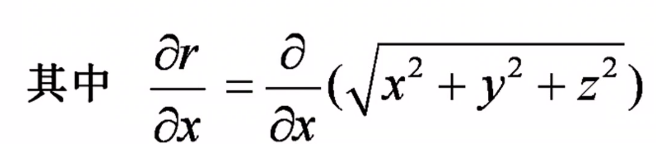 其中 ∂r/∂x = ∂/∂x(√(x² + y² + z²))